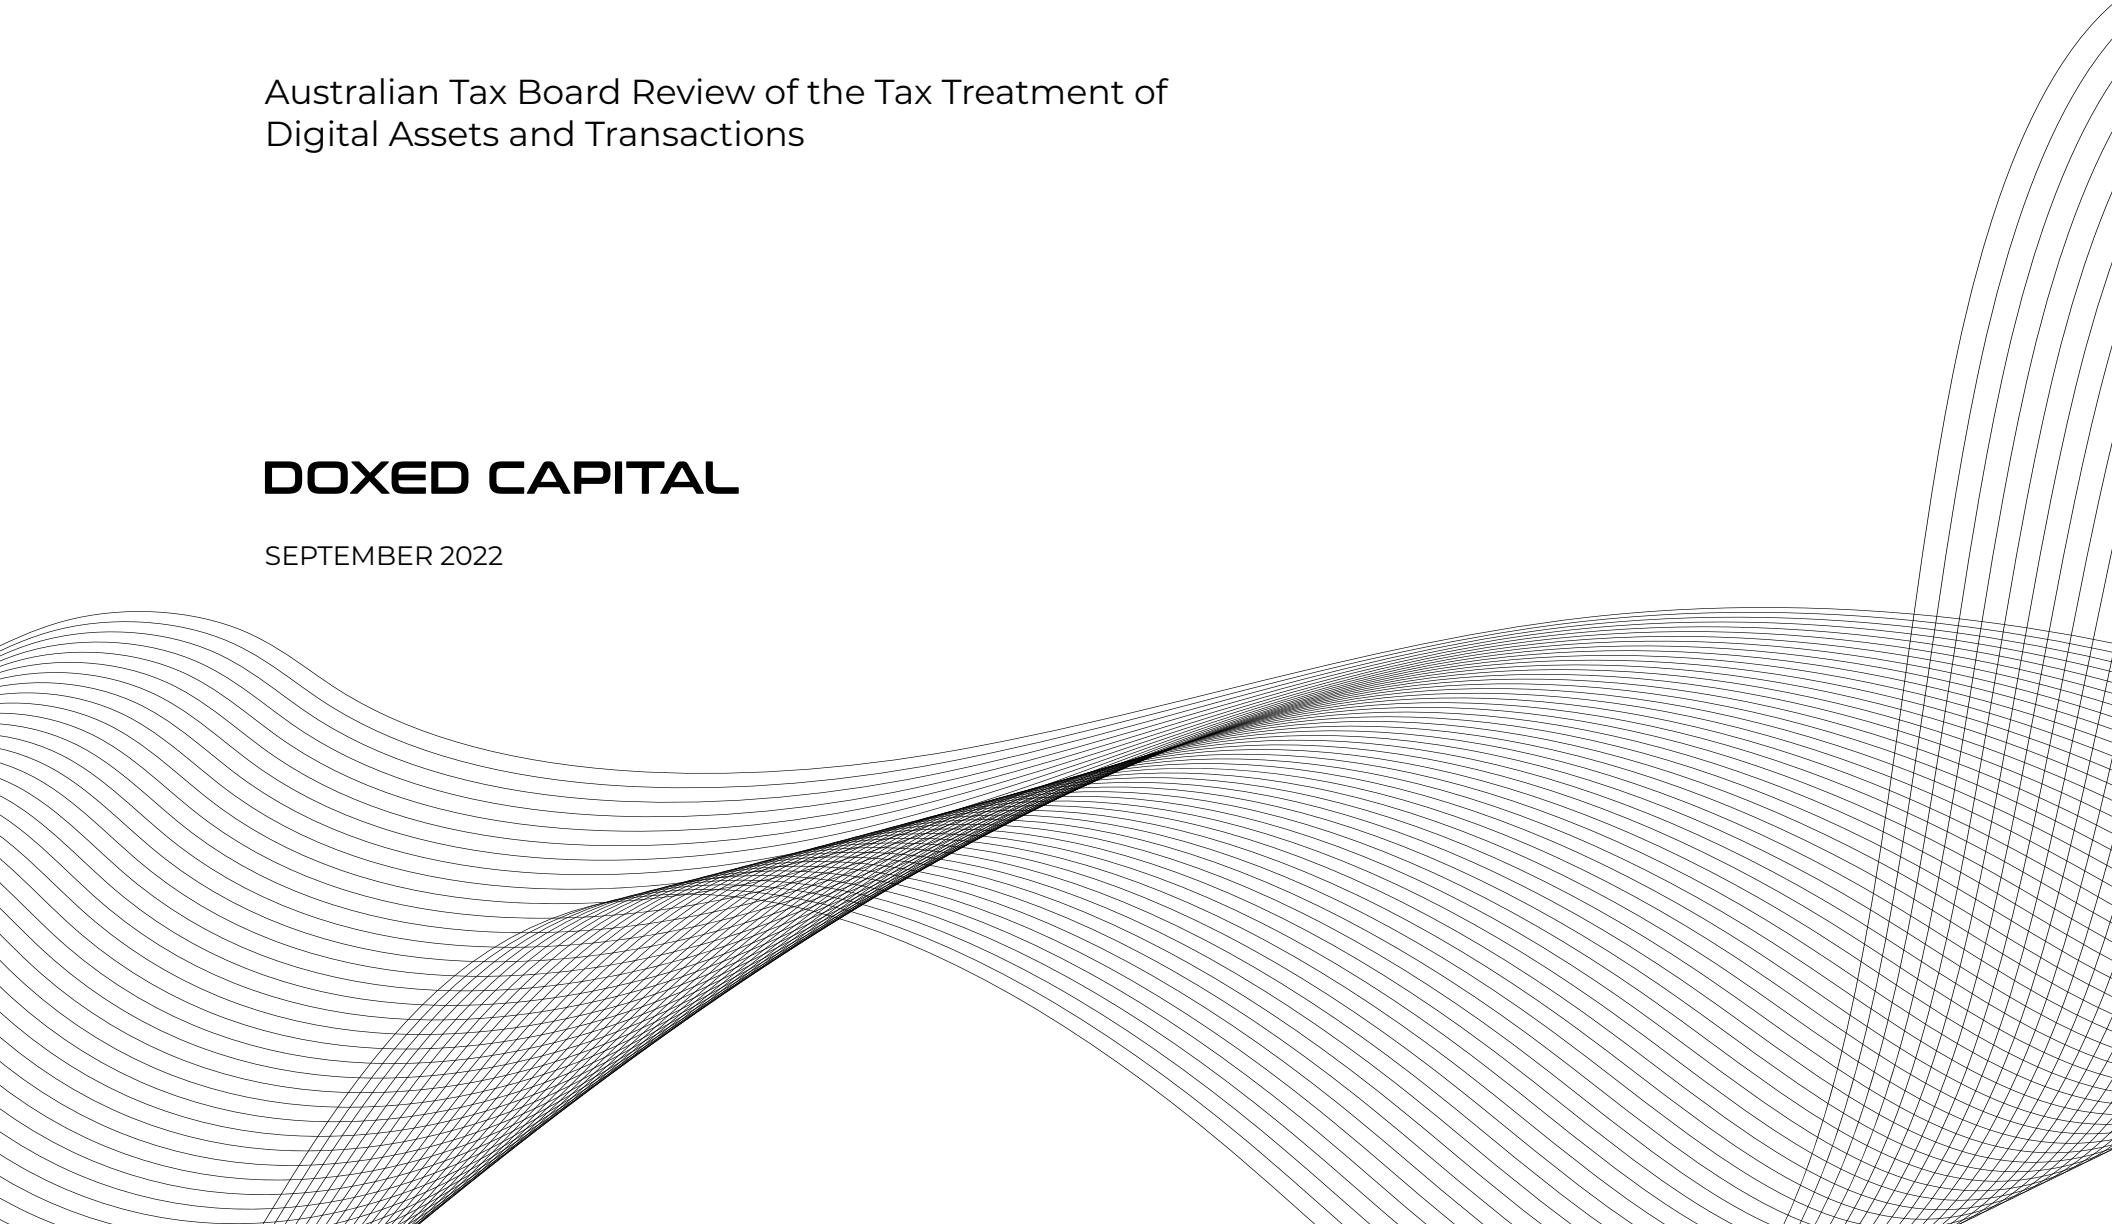 Australian Tax Board Review of the Tax Treatment of
Digital Assets and Transactions
DOXED CAPITAL
SEPTEMBER 2022